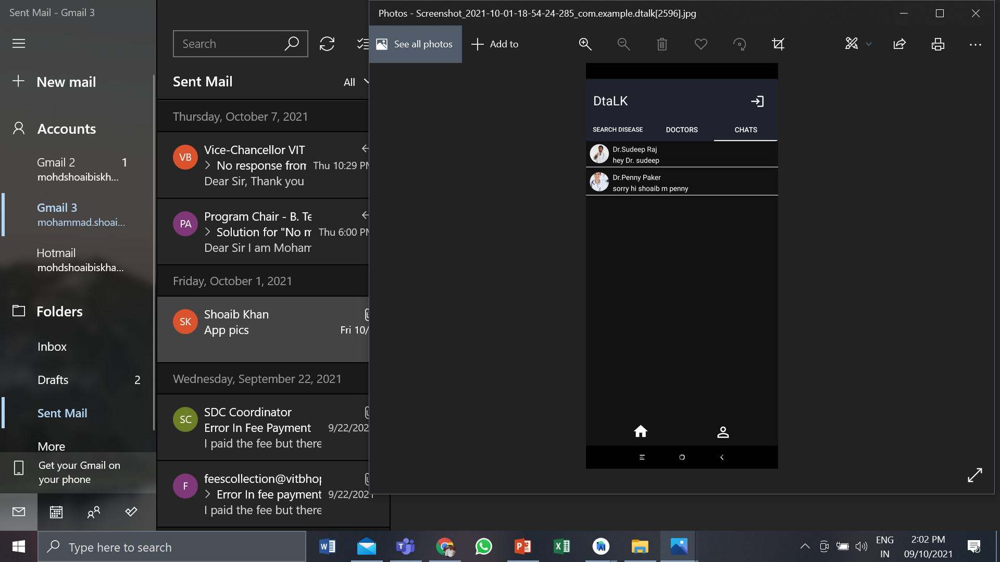 Sent Mail - Gmail 3
New mail
Accounts
Gmail 2 1
mohdshoaibiskh...
Gmail 3
mohammad.shoai...
Hotmail
mohdshoaibiskha...
Folders
Inbox
Drafts 2
Sent Mail
More
Get your Gmail on
your phone
Search
Sent Mail All
Thursday, October 7, 2021
VB
Vice-Chancellor VIT
No response from Thu 10:29 PM
Dear Sir, Thank you
PA
Program Chair - B. Te
Solution for "No m Thu 6:00 PM
Dear Sir I am Moham
Friday, October 1, 2021
SK
Shoaib Khan
App pics Fri 10/
Wednesday, September 22, 2021
SC
SDC Coordinator
Error In Fee Payment 9/22/202
I paid the fee but there
F
feescollection@vitbhop
Error In fee payment 9/22/2021
I paid the fee but there
Photos - Screenshot_2021-10-01-18-54-24-285_com.example.dtalk[2596].jpg
See all photos
Add to
DtaLK
SEARCH DISEASE DOCTORS CHATS
Dr.Sudeep Raj
hey Dr. sudeep
Dr.Penny Paker
sorry hi shoaib m penny
Type here to search
ENG
IN
2:02 PM
09/10/2021